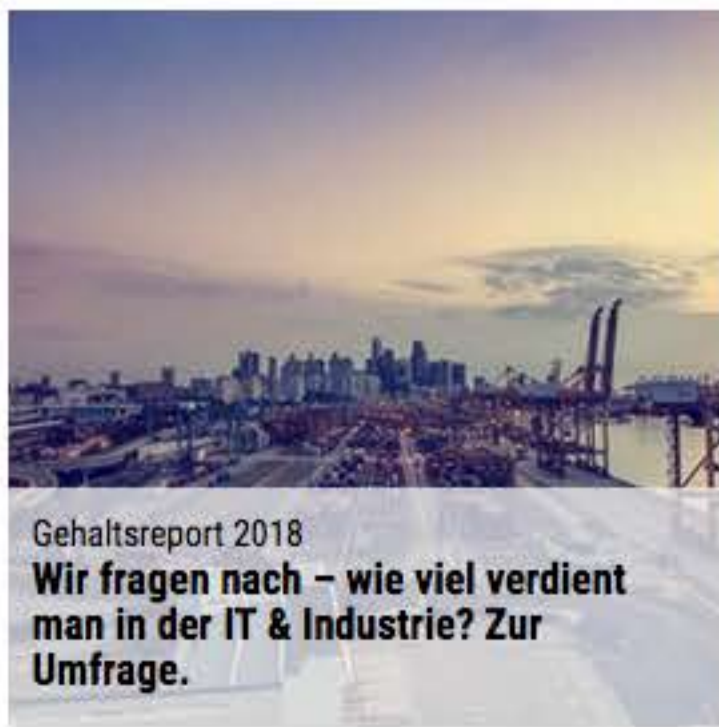 Gehaltsreport 2018
Wir fragen nach – wie viel verdient
man in der IT & Industrie? Zur
Umfrage.